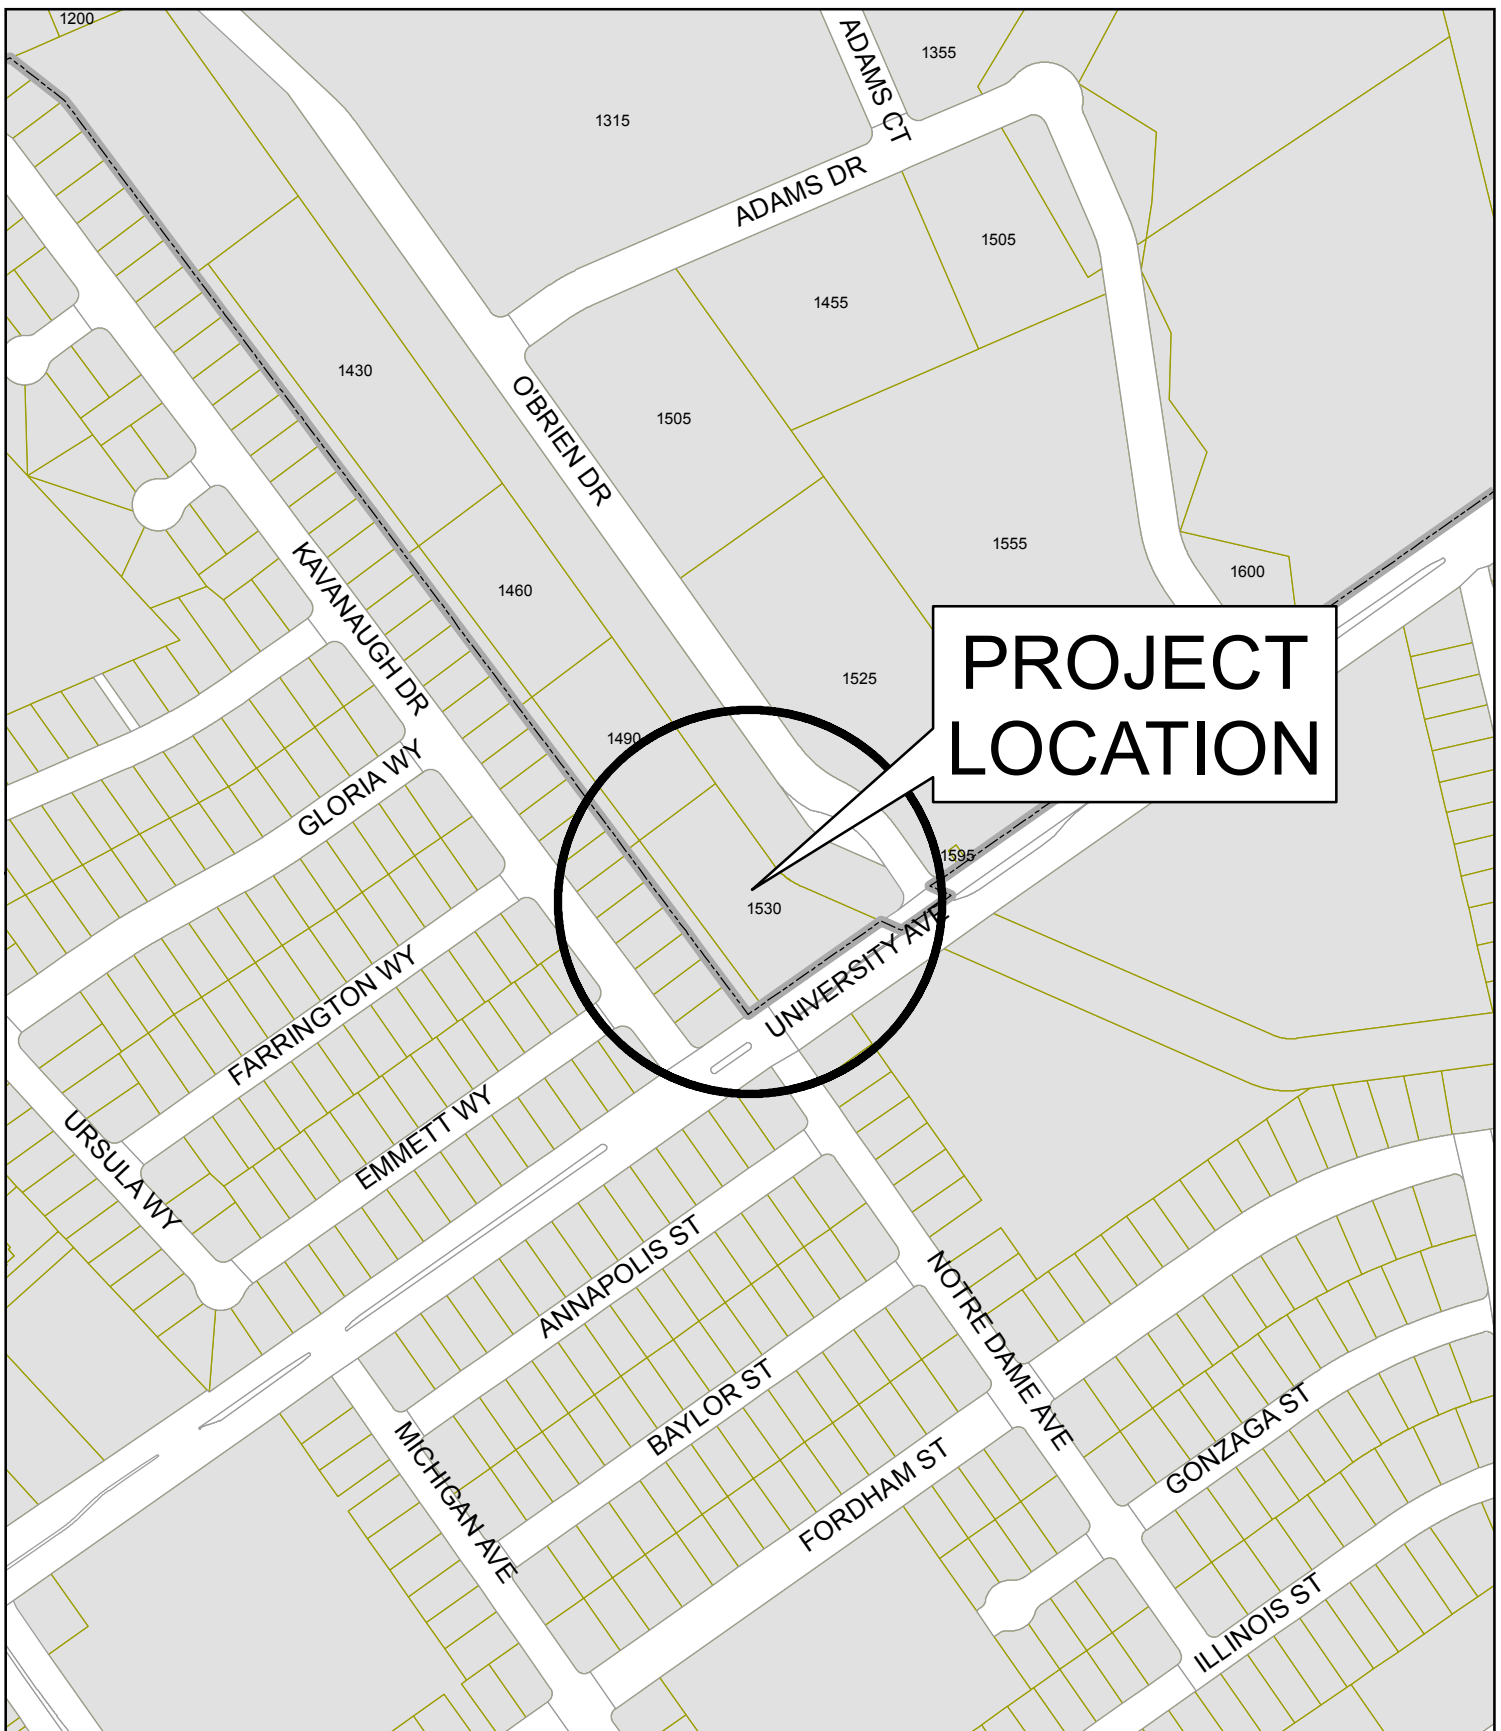 1200
ADAMS CT
1355
1315
ADAMS DR
1505
1455
1430
O'BRIEN DR
1505
1555
1600
1460
KAVANAUGH DR
PROJECT
LOCATION
1525
1490
GLORIA WY
1595
1530
UNIVERSITY AVE
FARRINGTON WY
EMMETT WY
URSULA WY
ANNAPOLIS ST
NOTRE DAME AVE
BAYLOR ST
MICHIGAN AVE
GONZAGA ST
FORDHAM ST
ILLINOIS ST